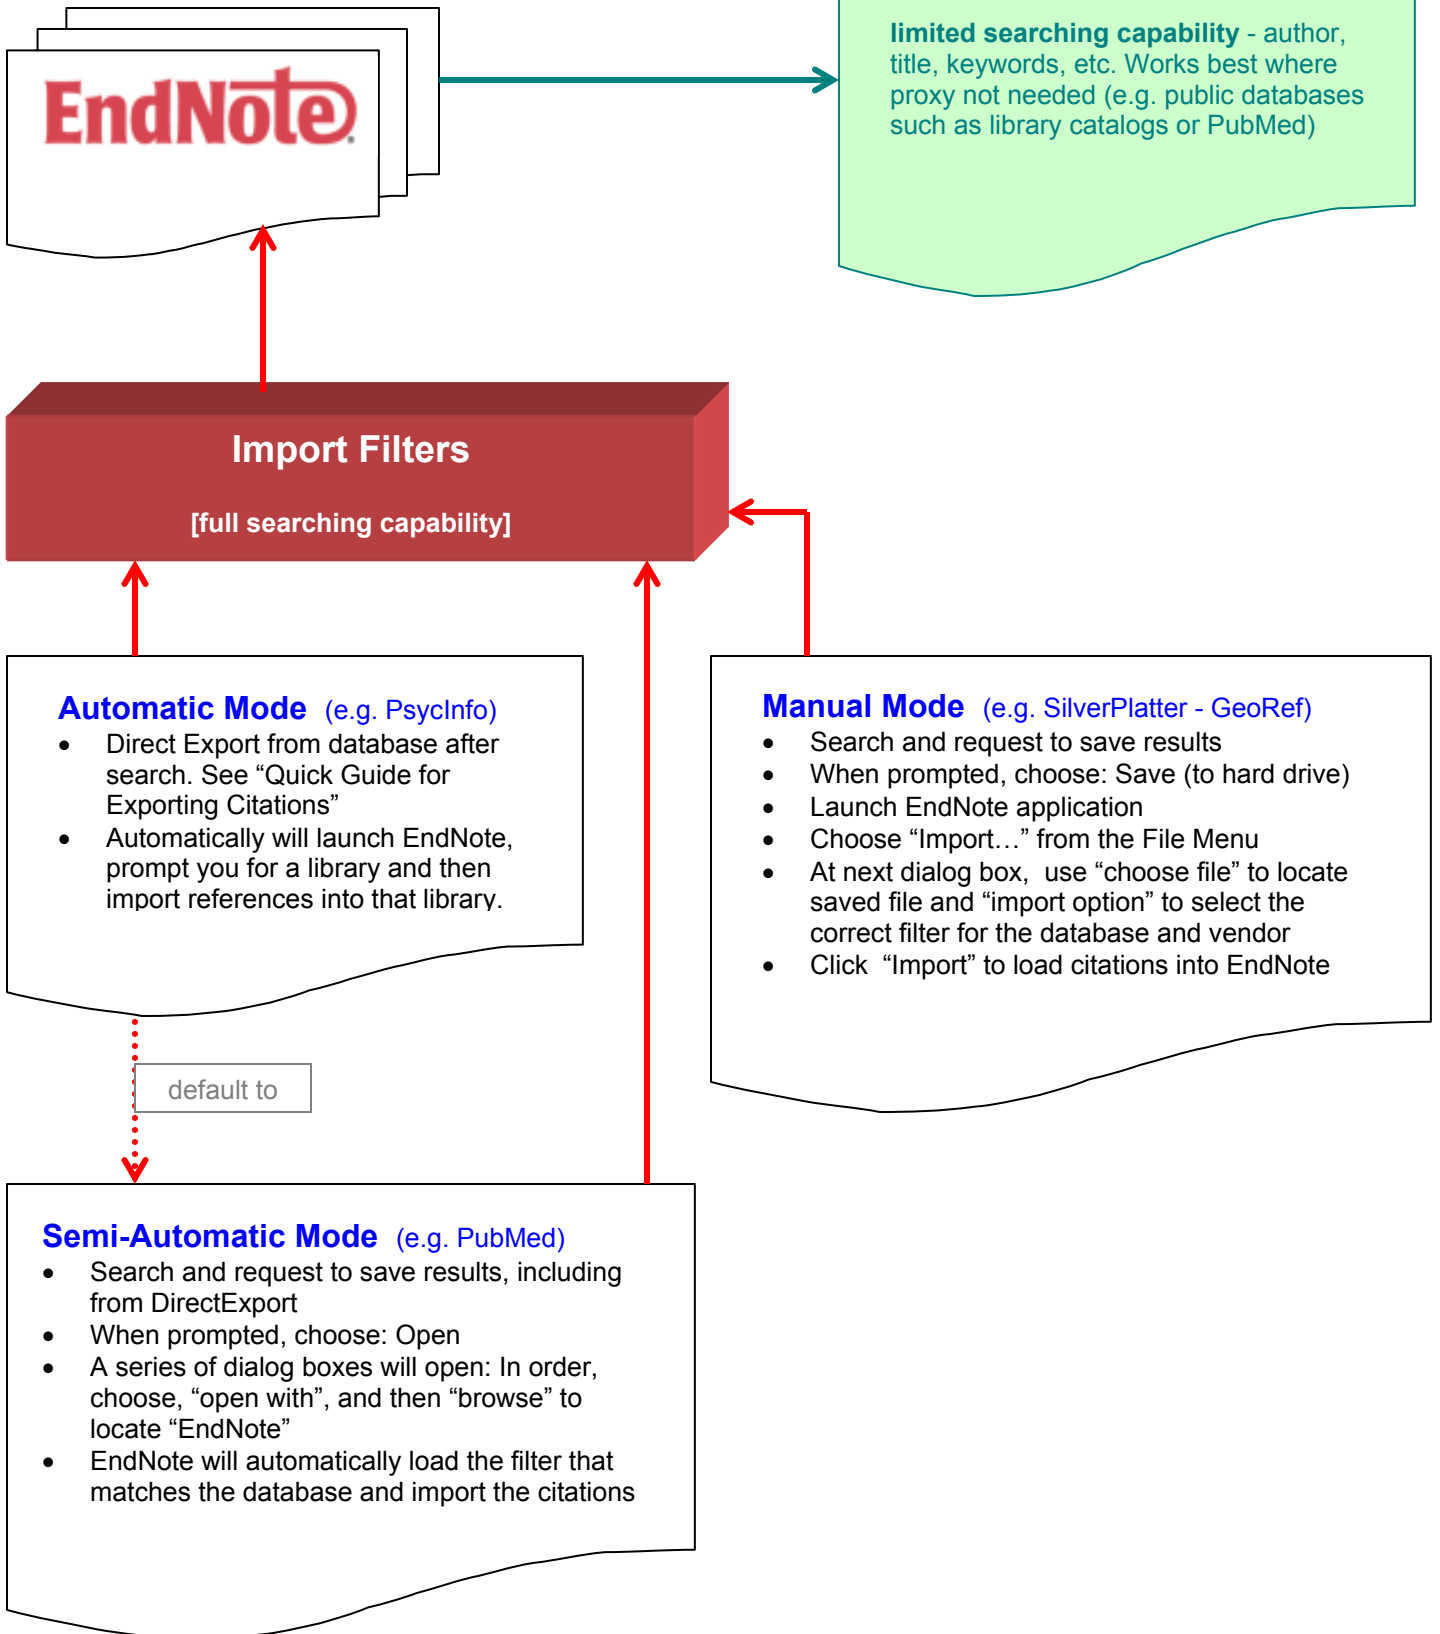 EndNote
limited searching capability - author,
title, keywords, etc. Works best where
proxy not needed (e.g. public databases
such as library catalogs or PubMed)
Import Filters
[full searching capability]
Automatic Mode (e.g. PsycInfo)
• Direct Export from database after
search. See “Quick Guide for
Exporting Citations”
• Automatically will launch EndNote,
prompt you for a library and then
import references into that library.
Manual Mode (e.g. SilverPlatter - GeoRef)
• Search and request to save results
• When prompted, choose: Save (to hard drive)
• Launch EndNote application
• Choose “Import…” from the File Menu
• At next dialog box, use “choose file” to locate
saved file and “import option” to select the
correct filter for the database and vendor
• Click “Import” to load citations into EndNote
default to
Semi-Automatic Mode (e.g. PubMed)
• Search and request to save results, including
from DirectExport
• When prompted, choose: Open
• A series of dialog boxes will open: In order,
choose, “open with”, and then “browse” to
locate “EndNote”
• EndNote will automatically load the filter that
matches the database and import the citations